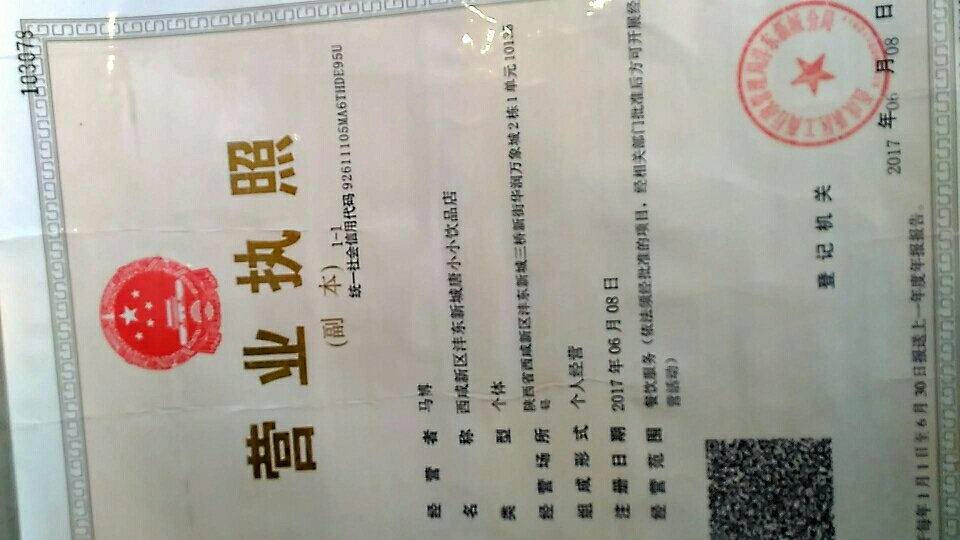 103078
营业执照
(副 本) 1-1
统一社会信用代码 92611105MA6THDE95U
经营者 马博
名称 西咸新区沣东新城唐小小饮品店
类型 个体
经营场所 陕西省西咸新区沣东新城三桥新街华润万象城2栋1单元10123
号
组成形式 个人经营
注册日期 2017年06月08日
经营范围 餐饮服务(依法须经批准的项目，经相关部门批准后方可开展经
营活动)
登记机关
2017 年06 月08 日
每年1月1日至6月30日报送上一年度年报报告。